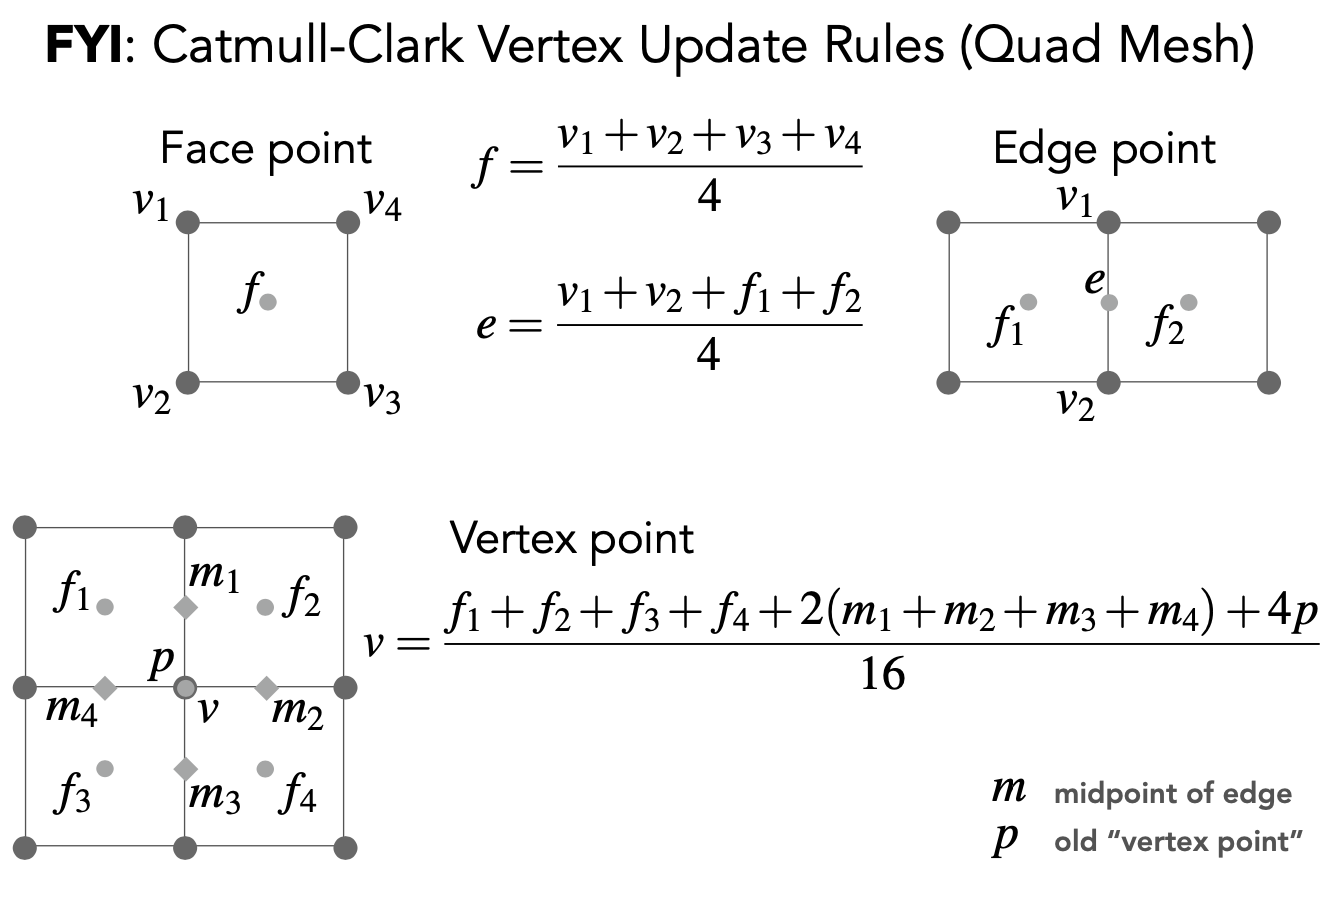 FYI: Catmull-Clark Vertex Update Rules (Quad Mesh)
Face point
v1 v4
f
v2 v3
f = (v1 + v2 + v3 + v4) / 4
e = (v1 + v2 + f1 + f2) / 4
Edge point
v1
e
f1 f2
v2
f1 m1 f2
p
m4 v m2
f3 m3 f4
Vertex point
v = (f1 + f2 + f3 + f4 + 2(m1 + m2 + m3 + m4) + 4p) / 16
m midpoint of edge
p old “vertex point”